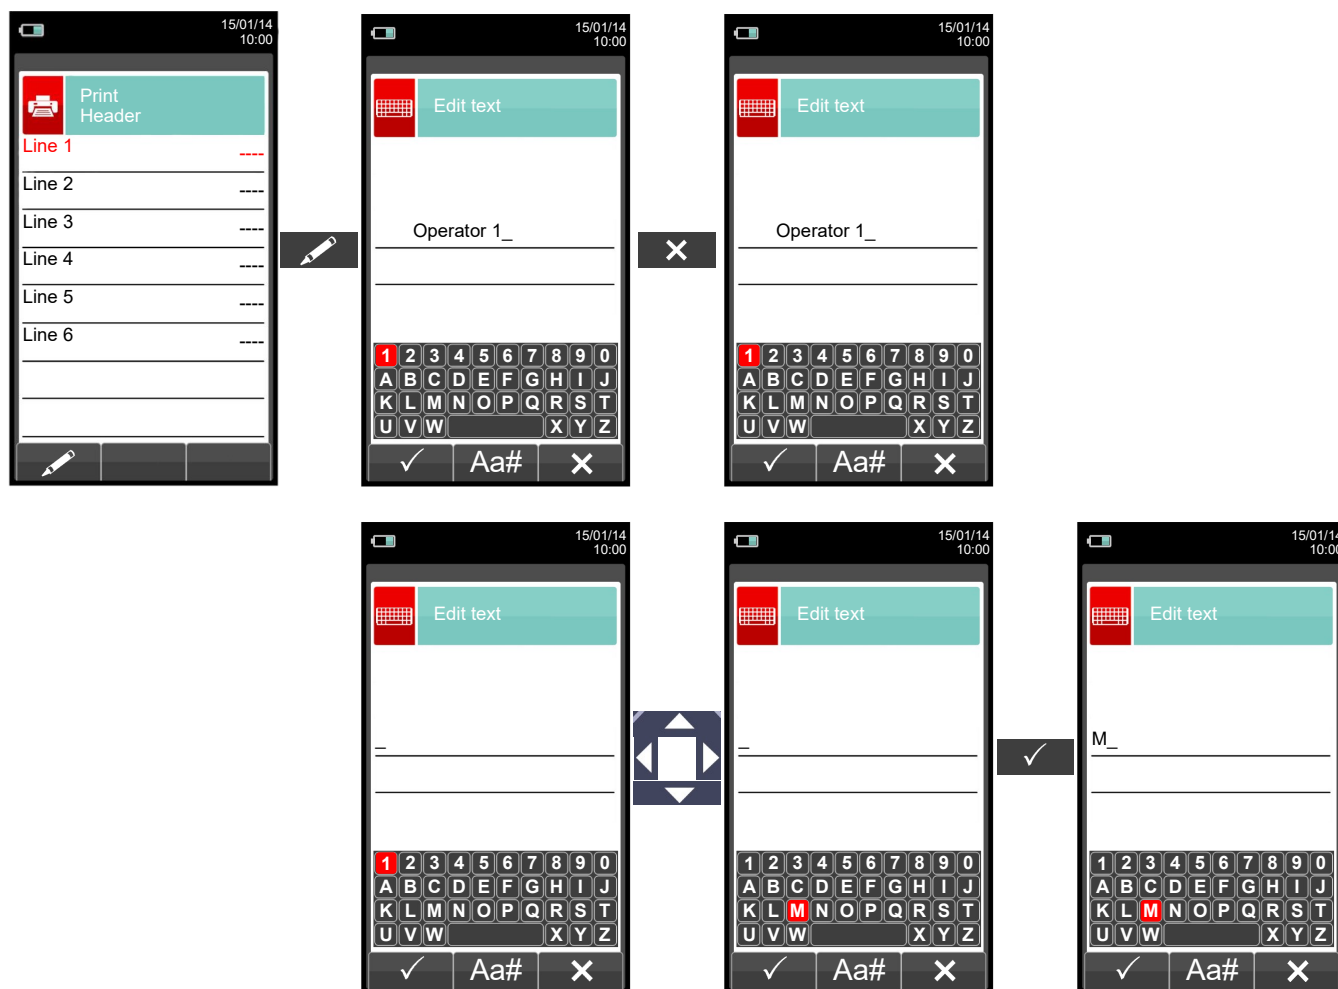 15/01/14
10:00
Print
Header
Line 1 ----
Line 2 ----
Line 3 ----
Line 4 ----
Line 5 ----
Line 6 ----
15/01/14
10:00
Edit text
Operator 1_
1 2 3 4 5 6 7 8 9 0
A B C D E F G H I J
K L M N O P Q R S T
U V W X Y Z
Aa#
15/01/14
10:00
Edit text
Operator 1_
1 2 3 4 5 6 7 8 9 0
A B C D E F G H I J
K L M N O P Q R S T
U V W X Y Z
Aa#
15/01/14
10:00
Edit text
_
1 2 3 4 5 6 7 8 9 0
A B C D E F G H I J
K L M N O P Q R S T
U V W X Y Z
Aa#
15/01/14
10:00
Edit text
_
1 2 3 4 5 6 7 8 9 0
A B C D E F G H I J
K L M N O P Q R S T
U V W X Y Z
Aa#
15/01/14
10:00
Edit text
M_
1 2 3 4 5 6 7 8 9 0
A B C D E F G H I J
K L M N O P Q R S T
U V W X Y Z
Aa#